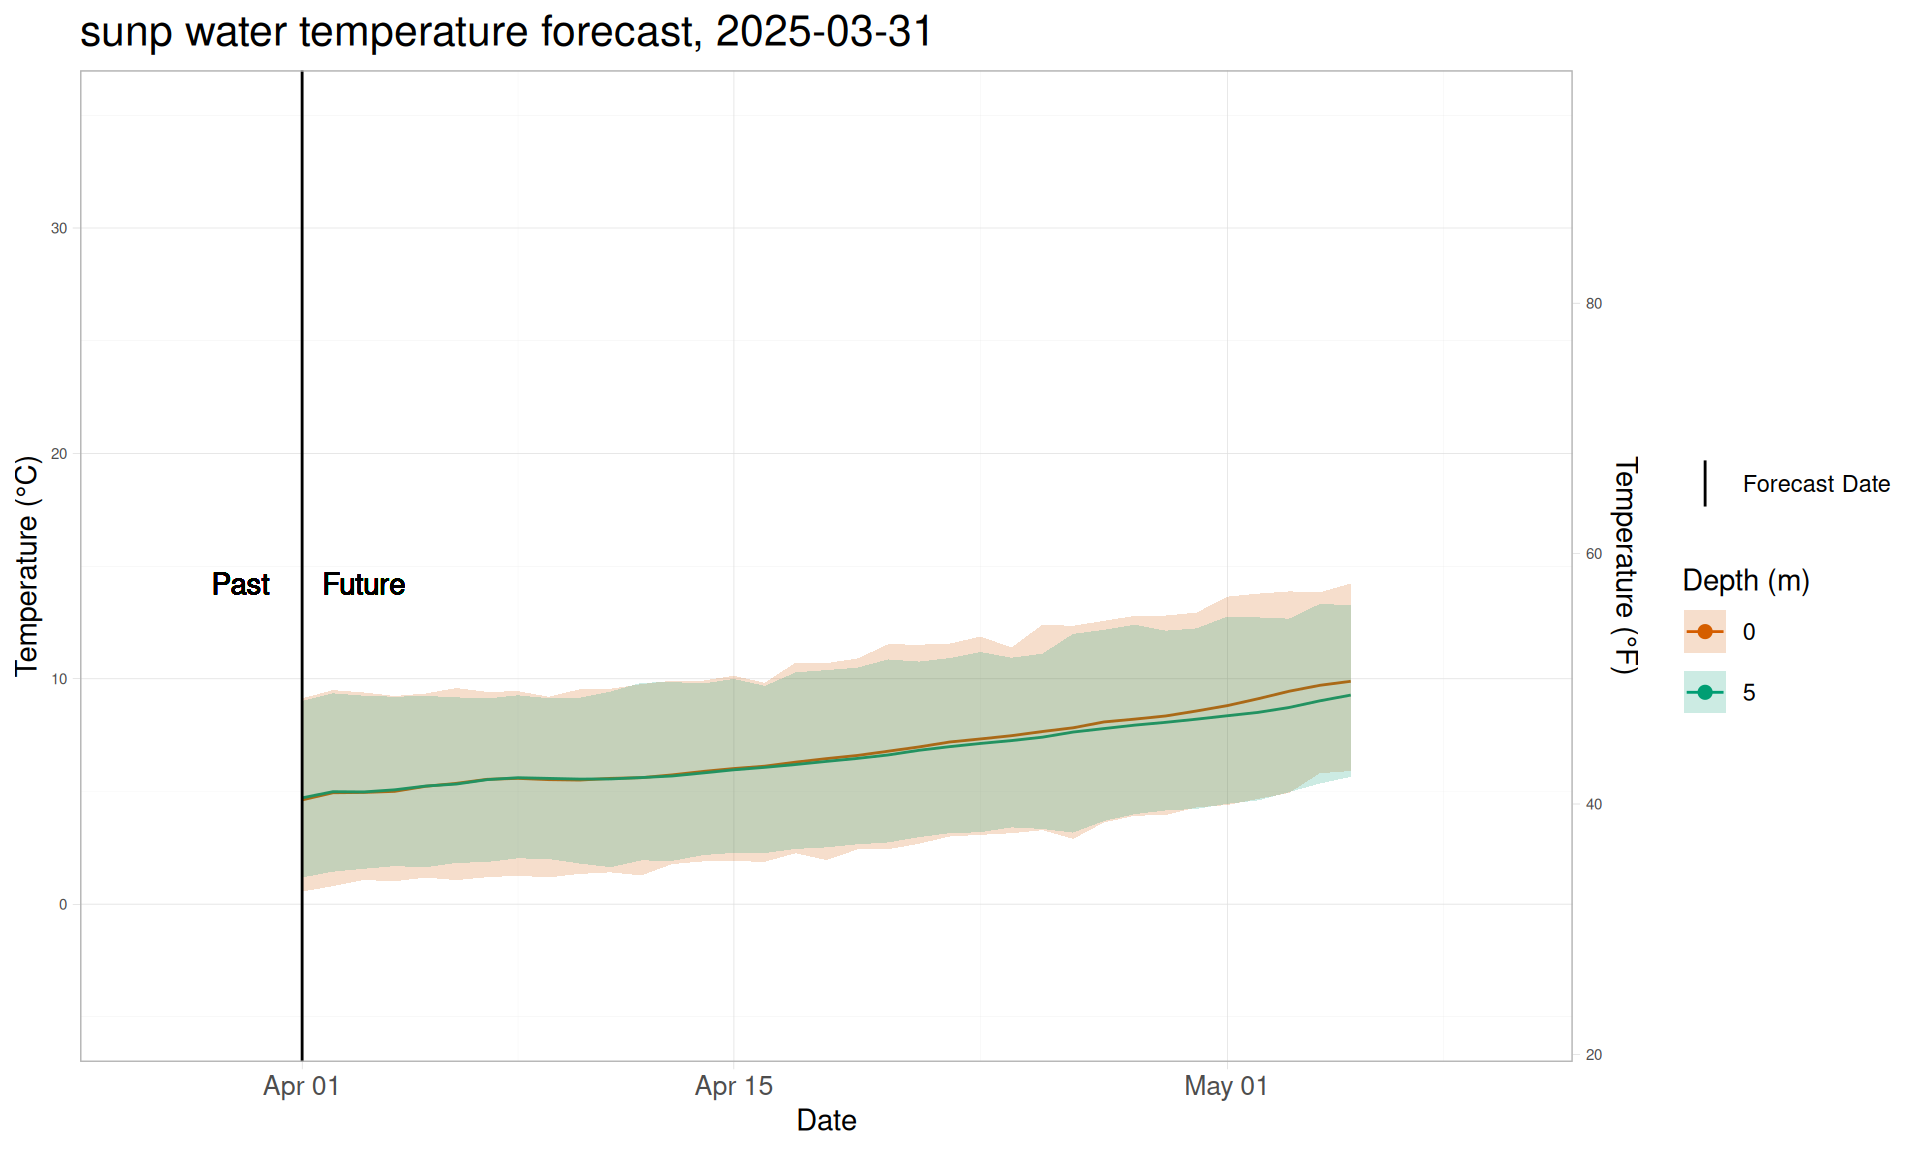 sunp water temperature forecast, 2025-03-31
Temperature (°C)
30
20
10
0
Past
Future
80
60
40
20
Temperature (°F)
Apr 01
Apr 15
May 01
Date
Forecast Date
Depth (m)
0
5